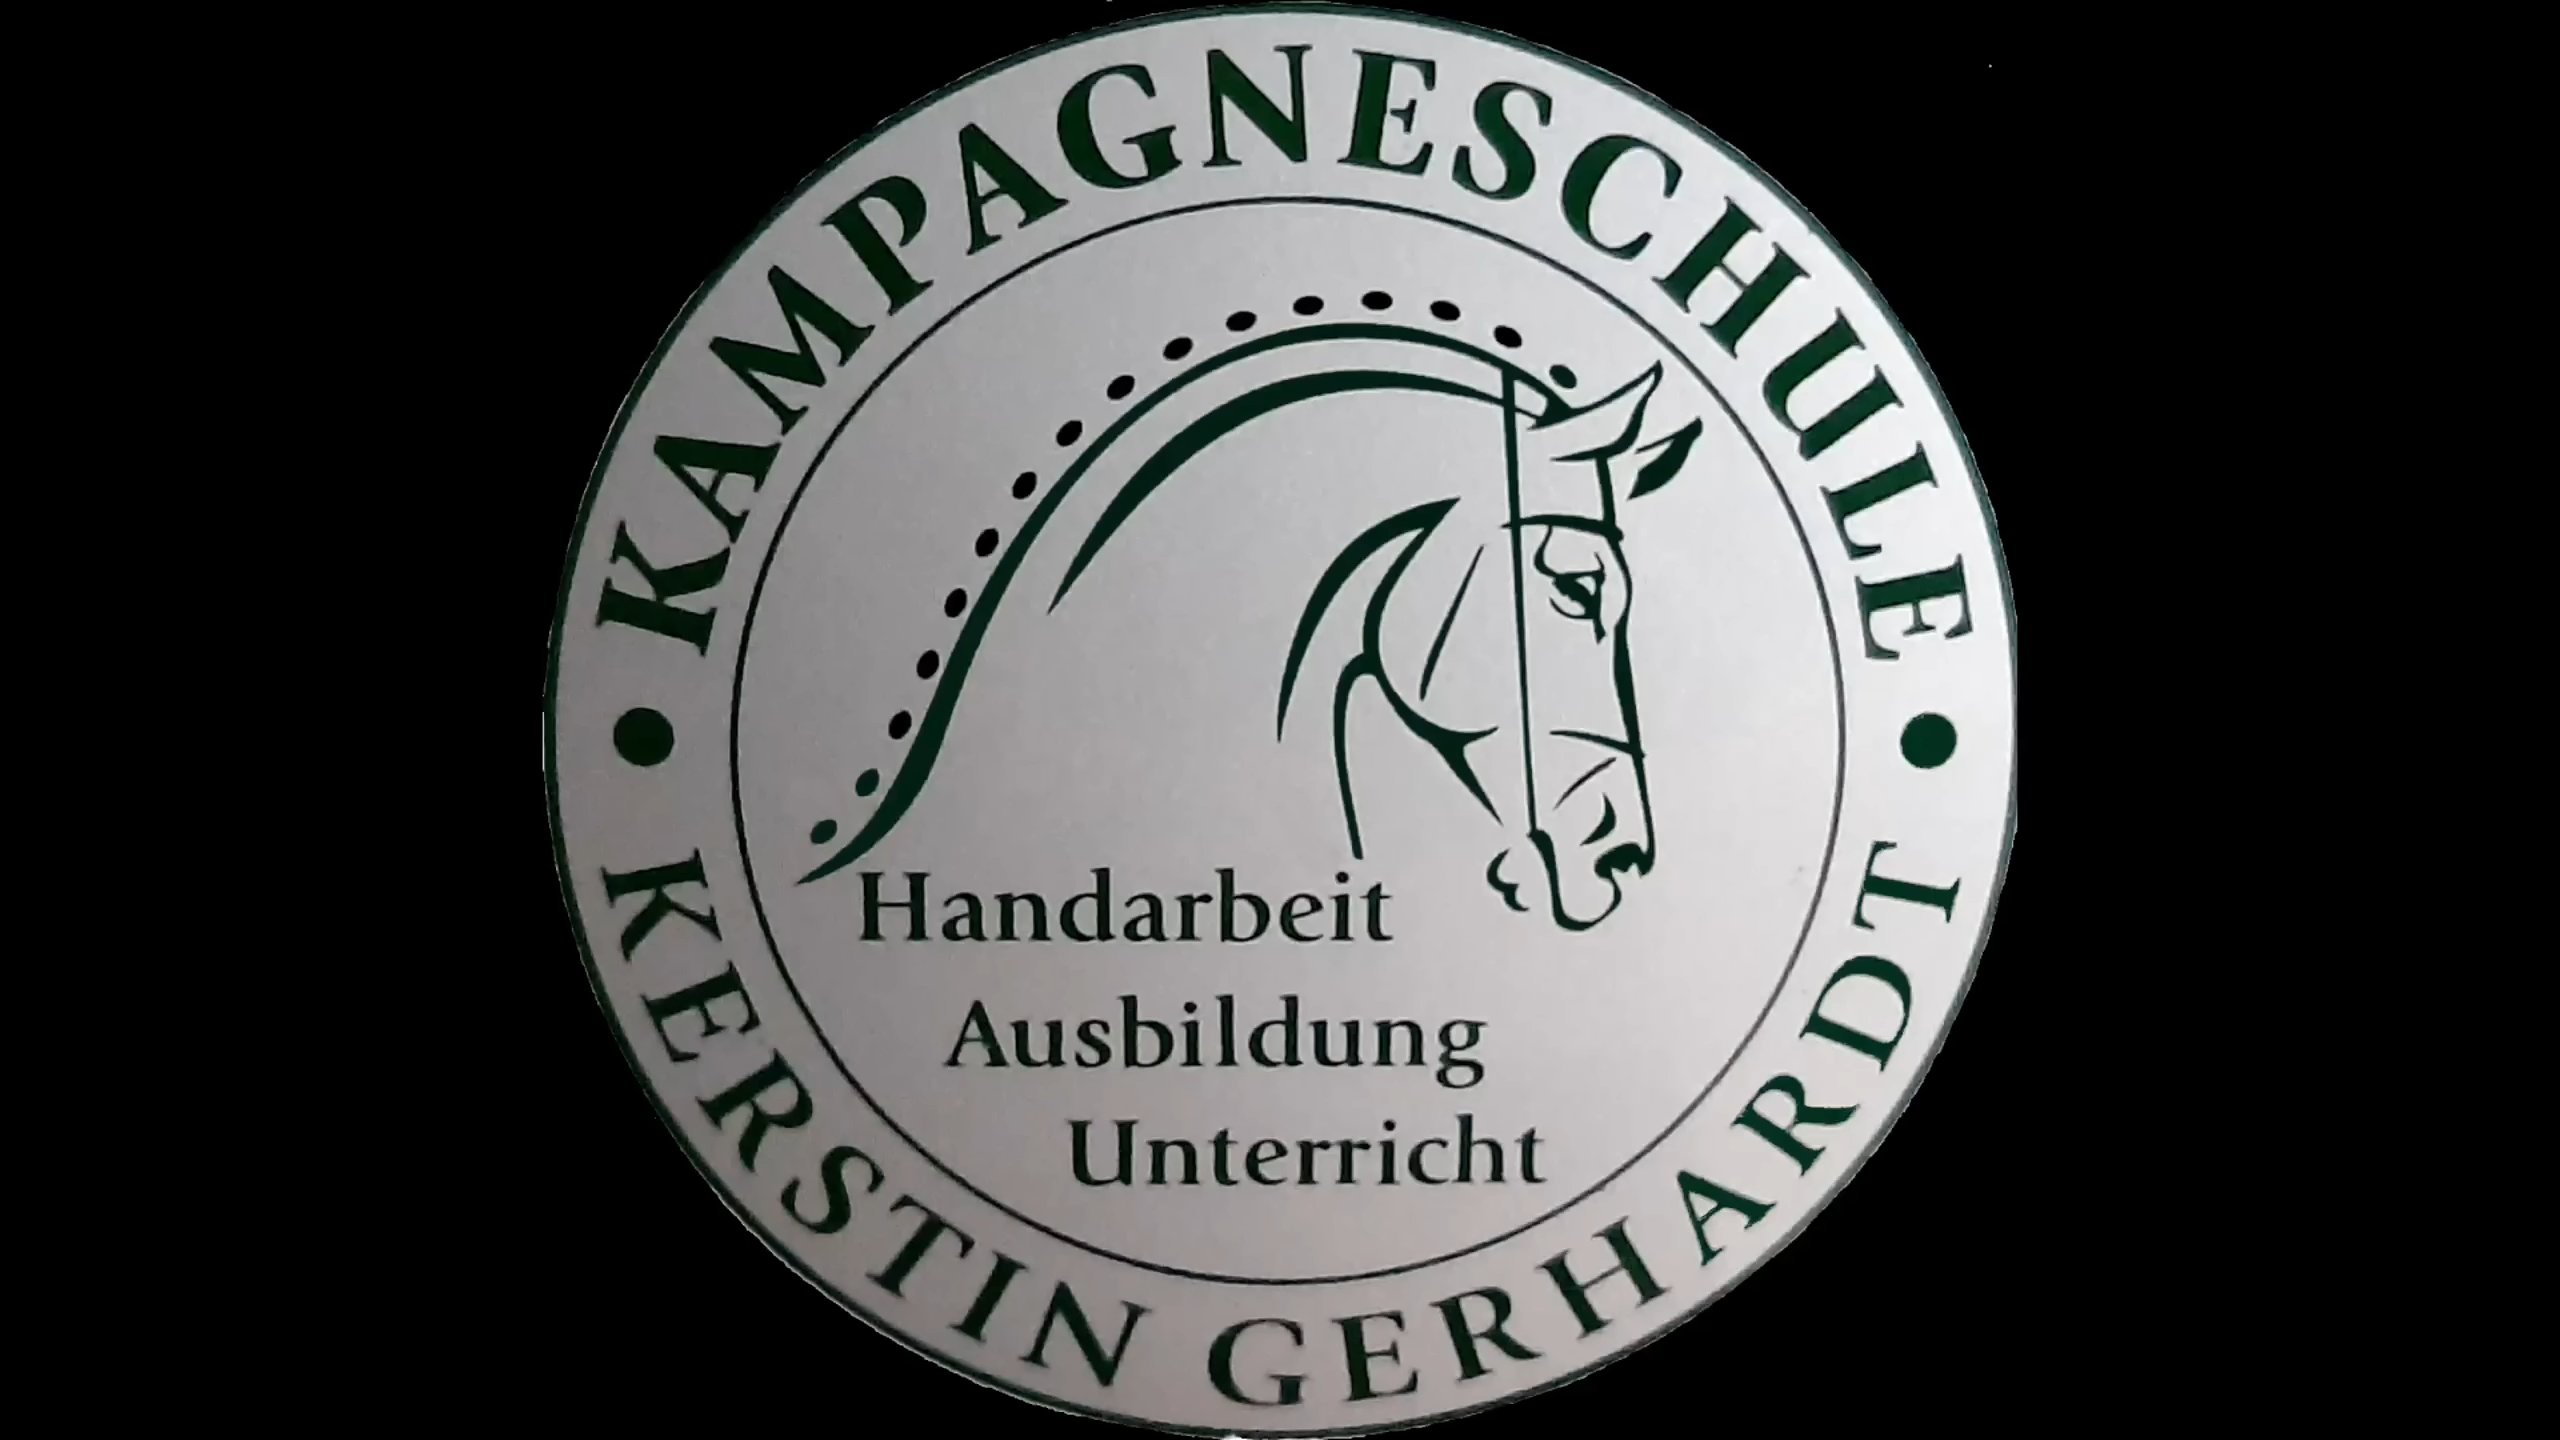 KAMPAGNESCHULE
Handarbeit
Ausbildung
Unterricht
KERSTIN GERHARDT